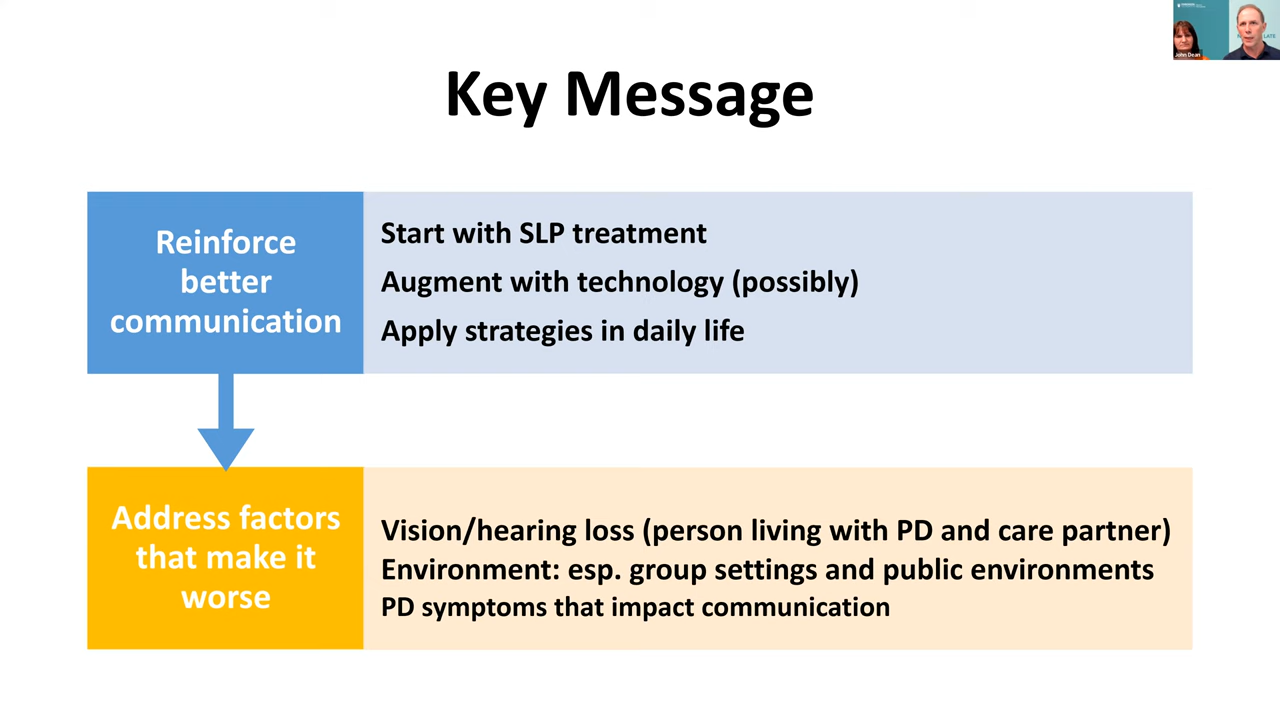 John Dean
Key Message
Reinforce
better
communication
Start with SLP treatment
Augment with technology (possibly)
Apply strategies in daily life
Address factors
that make it
worse
Vision/hearing loss (person living with PD and care partner)
Environment: esp. group settings and public environments
PD symptoms that impact communication